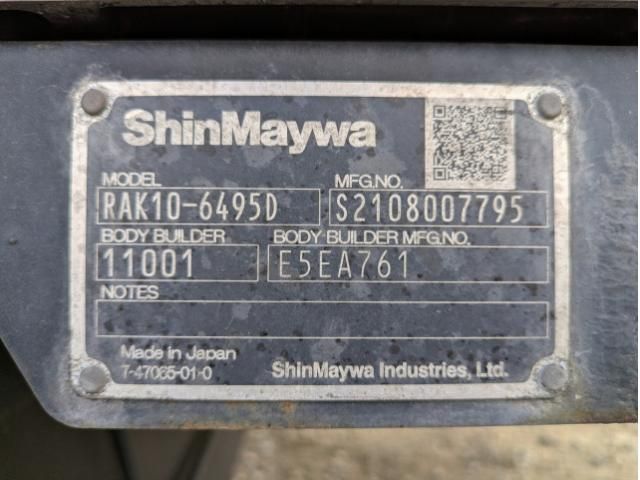 ShinMaywa
MODEL MFG.NO.
RAK10-6495D S2108007795
BODY BUILDER BODY BUILDER MFG.NO.
11001 E5EA761
NOTES
Made in Japan
7-47065-01-0 ShinMaywa Industries, Ltd.